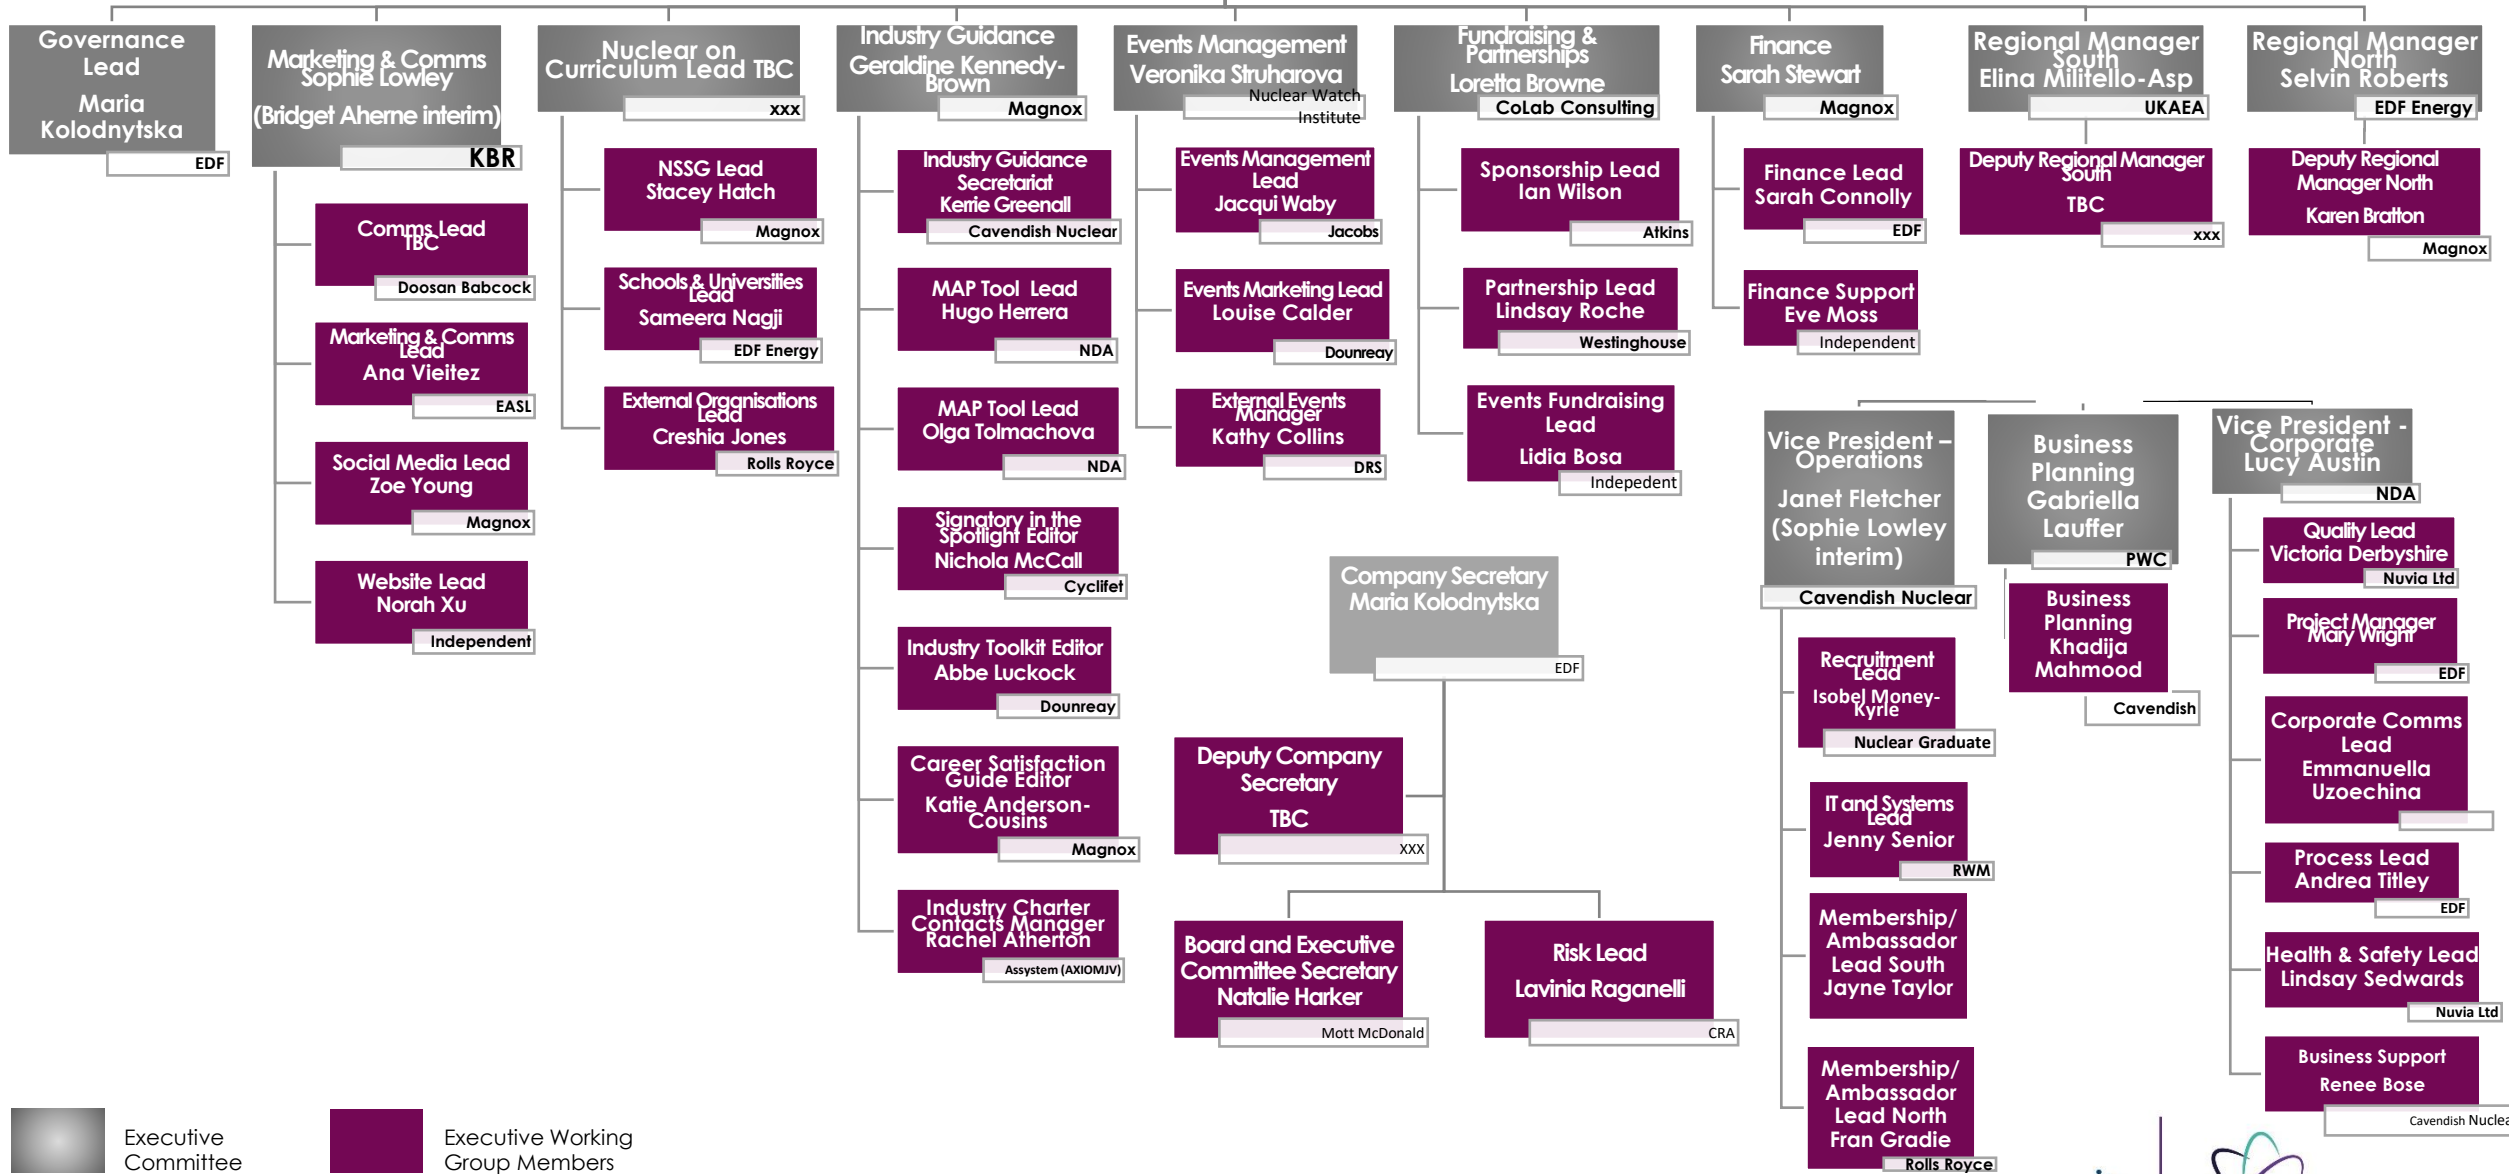 Governance
Lead
Maria
Kolodnytska
EDF
Marketing & Comms
Sophie Lowley
(Bridget Aherne interim)
KBR
Comms Lead
TBC
Doosan Babcock
Marketing & Comms
Lead
Ana Vieitez
EASL
Social Media Lead
Zoe Young
Magnox
Website Lead
Norah Xu
Independent
Nuclear on
Curriculum Lead TBC
xxx
NSSG Lead
Stacey Hatch
Magnox
Schools & Universities
Lead
Sameera Nagji
EDF Energy
External Organisations
Lead
Creshia Jones
Rolls Royce
Industry Guidance
Geraldine Kennedy-
Brown
Magnox
Industry Guidance
Secretariat
Kerrie Greenall
Cavendish Nuclear
MAP Tool Lead
Hugo Herrera
NDA
MAP Tool Lead
Olga Tolmachova
NDA
Signatory in the
Spotlight Editor
Nichola McCall
Cyclifet
Industry Toolkit Editor
Abbe Luckock
Dounreay
Career Satisfaction
Guide Editor
Katie Anderson-
Cousins
Magnox
Industry Charter
Contacts Manager
Rachel Atherton
Assystem (AXIOMJV)
Events Management
Veronika Struharova
Nuclear Watch
Institute
Events Management
Lead
Jacqui Waby
Jacobs
Events Marketing Lead
Louise Calder
Dounreay
External Events
Manager
Kathy Collins
DRS
Fundraising &
Partnerships
Loretta Browne
CoLab Consulting
Sponsorship Lead
Ian Wilson
Atkins
Partnership Lead
Lindsay Roche
Westinghouse
Events Fundraising
Lead
Lidia Bosa
Indepedent
Finance
Sarah Stewart
Magnox
Finance Lead
Sarah Connolly
EDF
Finance Support
Eve Moss
Independent
Regional Manager
South
Elina Militello-Asp
UKAEA
Deputy Regional Manager
South
TBC
xxx
Regional Manager
North
Selvin Roberts
EDF Energy
Deputy Regional
Manager North
Karen Bratton
Magnox
Company Secretary
Maria Kolodnytska
EDF
Deputy Company
Secretary
TBC
XXX
Board and Executive
Committee Secretary
Natalie Harker
Mott McDonald
Risk Lead
Lavinia Raganelli
CRA
Vice President –
Operations
Janet Fletcher
(Sophie Lowley
interim)
Cavendish Nuclear
Recruitment
Lead
Isobel Money-
Kyrle
Nuclear Graduate
IT and Systems
Lead
Jenny Senior
RWM
Membership/
Ambassador
Lead South
Jayne Taylor
Membership/
Ambassador
Lead North
Fran Gradie
Rolls Royce
Business
Planning
Gabriella
Lauffer
PWC
Business
Planning
Khadija
Mahmood
Cavendish
Vice President -
Corporate
Lucy Austin
NDA
Quality Lead
Victoria Derbyshire
Nuvia Ltd
Project Manager
Mary Wright
EDF
Corporate Comms
Lead
Emmanuella
Uzoechina
Process Lead
Andrea Titley
EDF
Health & Safety Lead
Lindsay Sedwards
Nuvia Ltd
Business Support
Renee Bose
Cavendish Nuclear
Executive
Committee
Executive Working
Group Members